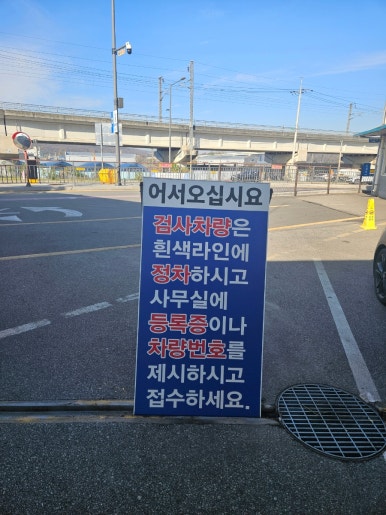 어서오십시요
검사차량은
흰색라인에
정차하시고
사무실에
등록증이나
차량번호를
제시하시고
접수하세요.